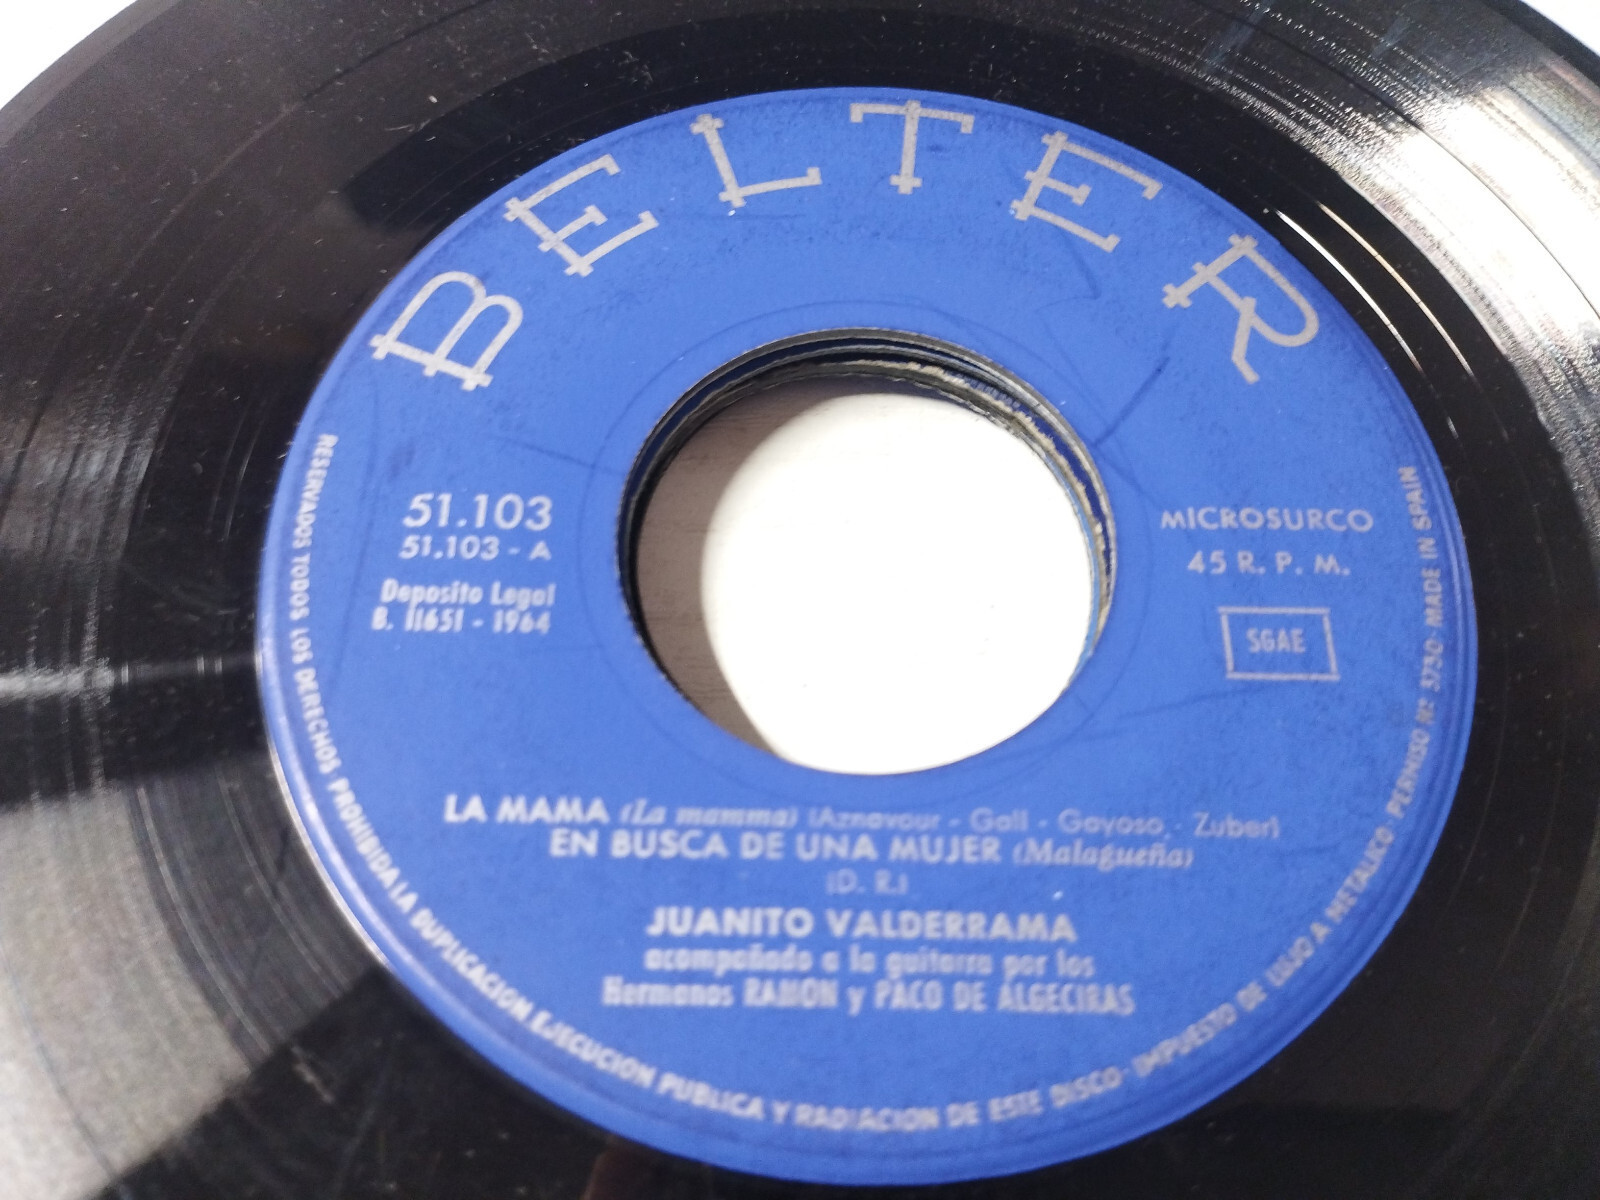 BELTER
51.103
51.103 - A
Deposito Legal
B. 11651 - 1964
MICROSURCO
45 R. P. M.
SGAE
LA MAMA (La mamma) (Aznavour - Gall - Gayoso - Zuber)
EN BUSCA DE UNA MUJER (Malagueña)
(D. R.)
JUANITO VALDERRAMA
acompañado a la guitarra por los
Hermanos RAMON y PACO DE ALGECIRAS
RESERVADOS TODOS LOS DERECHOS PROHIBIDA LA DUPLICACION EJECUCION PUBLICA Y RADIACION DE ESTE DISCO · IMPUESTO DE LUJO A METALICO · PERMISO Nº 3730 · MADE IN SPAIN